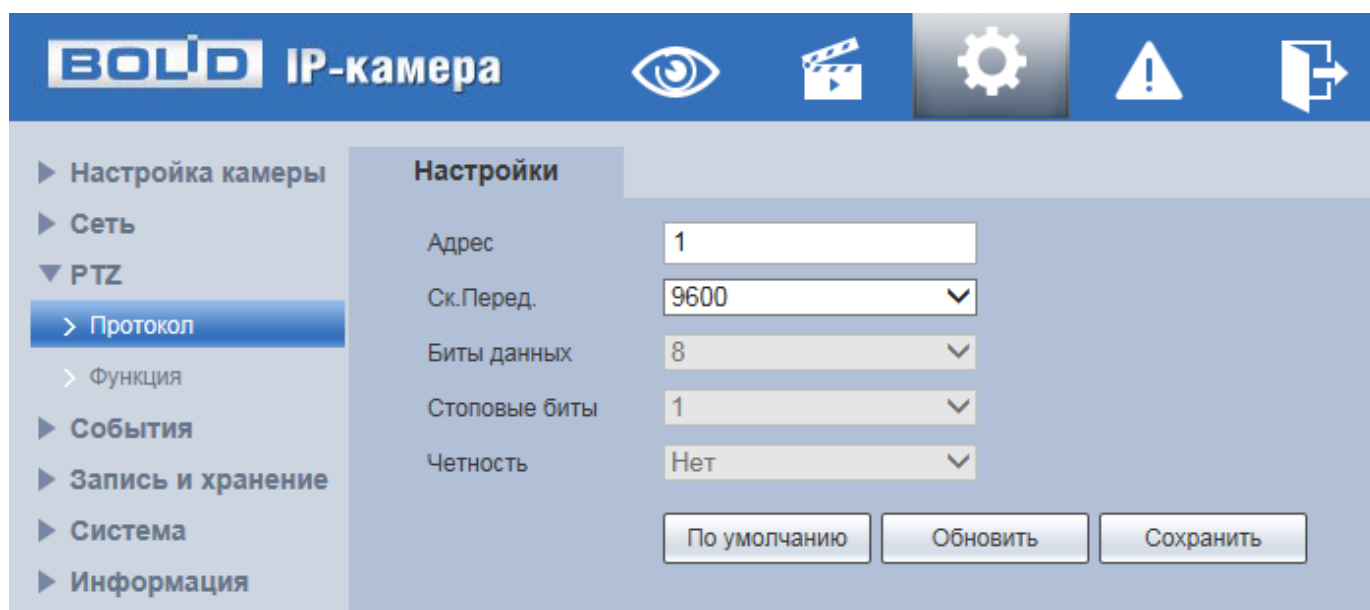 BOLID IP-камера
Настройка камеры
Сеть
PTZ
Протокол
Функция
События
Запись и хранение
Система
Информация
Настройки
Адрес 1
Ск.Перед. 9600
Биты данных 8
Стоповые биты 1
Четность Нет
По умолчанию Обновить Сохранить